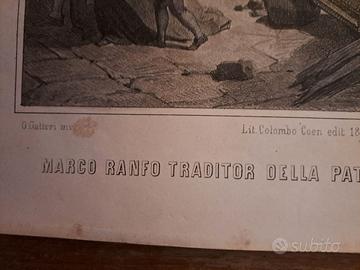 G. Gatteri inv.
Lit. Colombo Coen edit. 18
MARCO RANFO TRADITOR DELLA PAT
subito